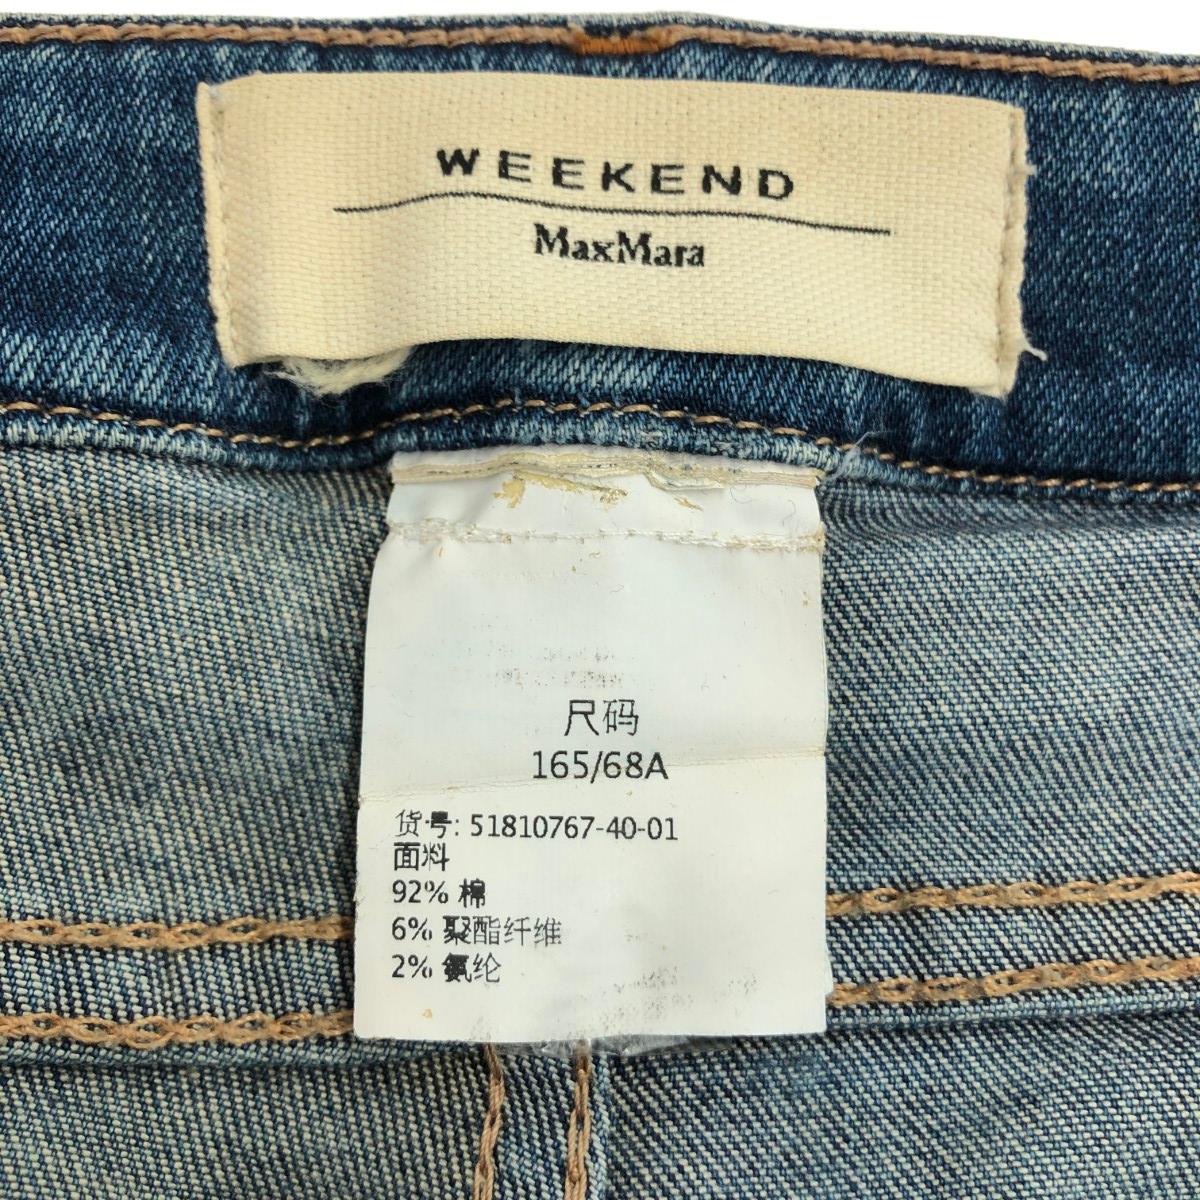 WEEKEND
MaxMara
尺码
165/68A
货号: 51810767-40-01
面料
92% 棉
6% 聚酯纤维
2% 氨纶